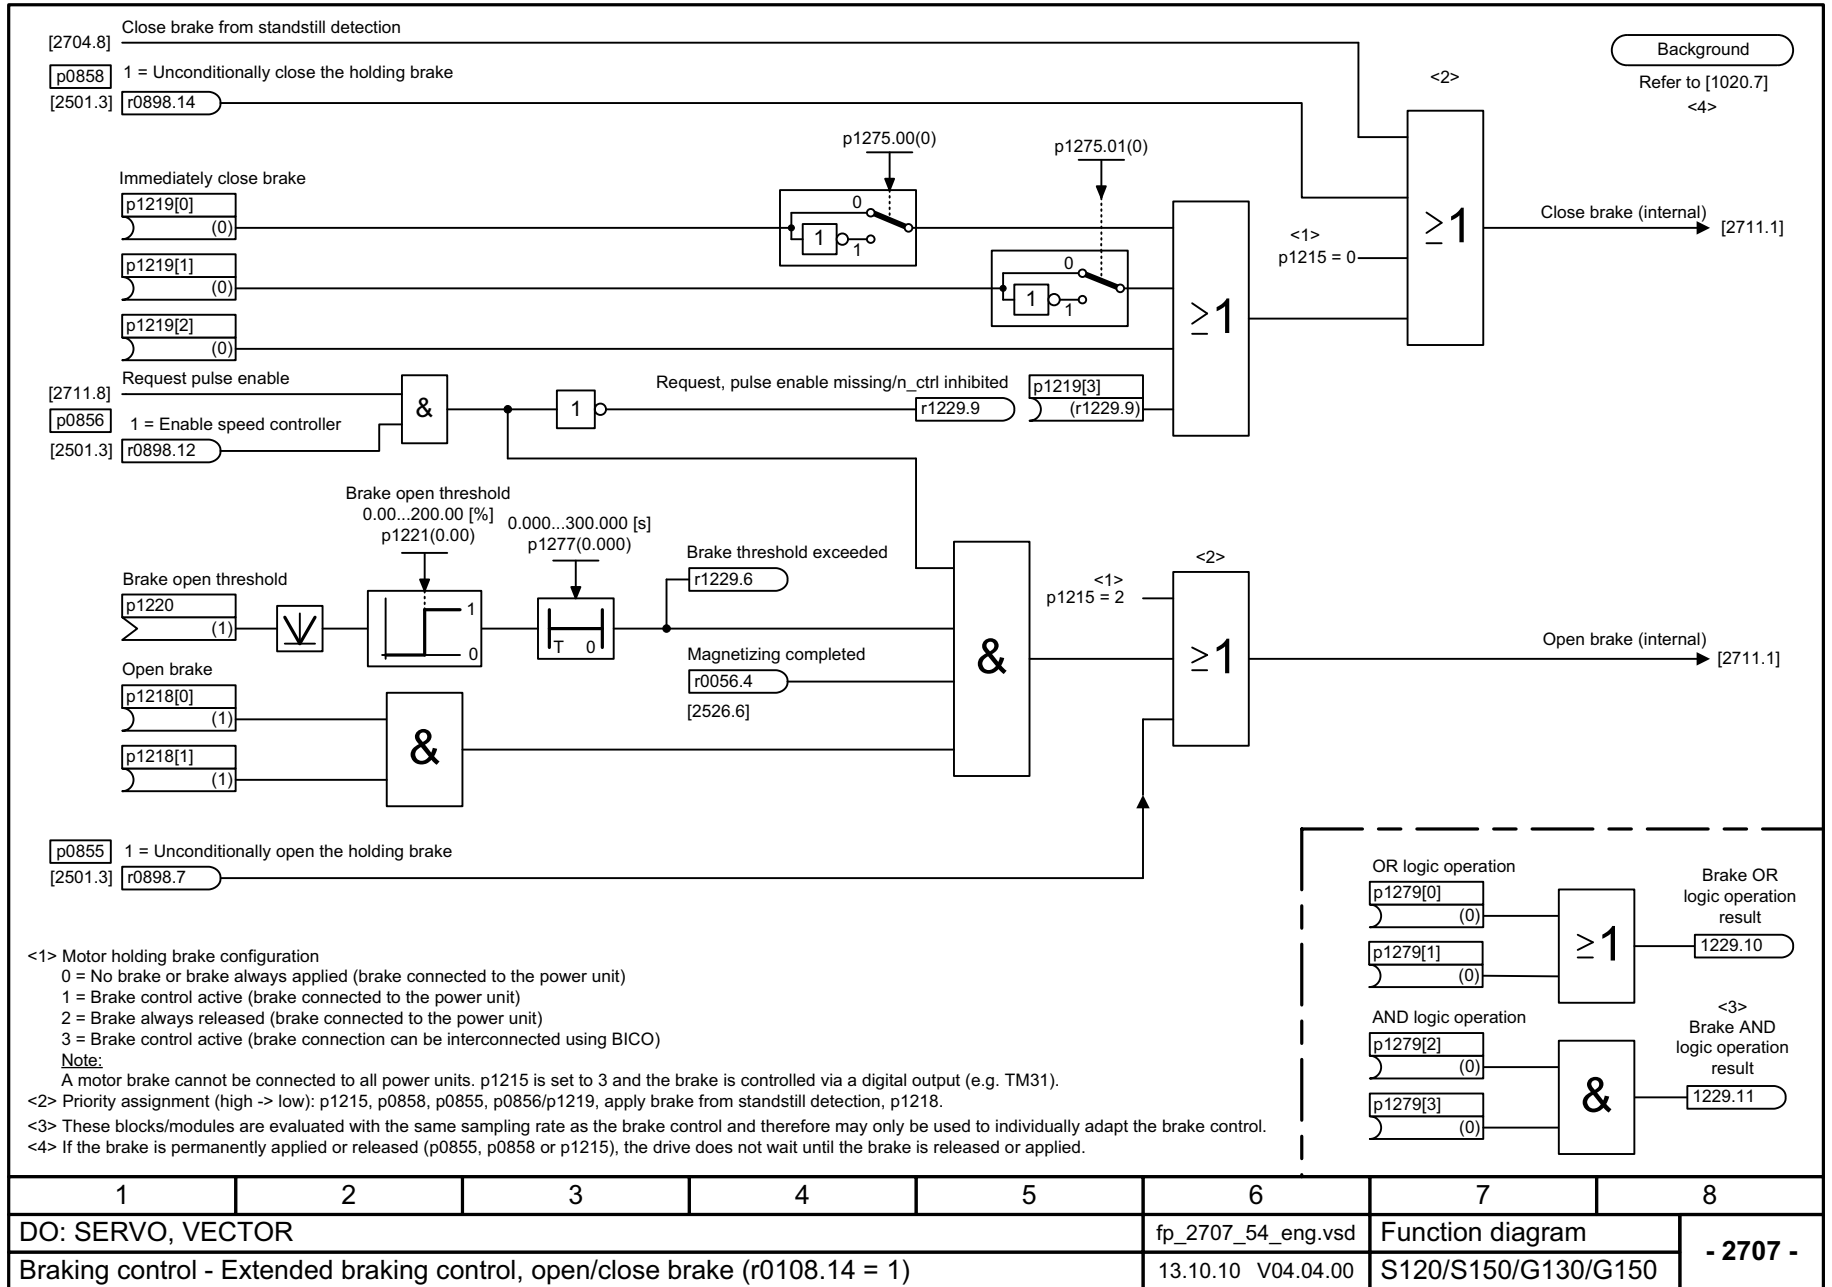 Close brake from standstill detection
[2704.8]
p0858 1 = Unconditionally close the holding brake
[2501.3] r0898.14
Background
Refer to [1020.7]
<4>
<2>
p1275.00(0)
p1275.01(0)
Immediately close brake
p1219[0]
(0)
0
1
1
p1219[1]
(0)
0
1
1
p1219[2]
(0)
≥1
<1>
p1215 = 0
≥1
Close brake (internal)
[2711.1]
Request pulse enable
[2711.8]
p0856 1 = Enable speed controller
[2501.3] r0898.12
&
1
Request, pulse enable missing/n_ctrl inhibited
r1229.9
p1219[3]
(r1229.9)
Brake open threshold
0.00...200.00 [%]
p1221(0.00)
0.000...300.000 [s]
p1277(0.000)
Brake threshold exceeded
r1229.6
Brake open threshold
p1220
(1)
1
0
T 0
Magnetizing completed
r0056.4
[2526.6]
Open brake
p1218[0]
(1)
p1218[1]
(1)
&
&
<2>
<1>
p1215 = 2
≥1
Open brake (internal)
[2711.1]
p0855 1 = Unconditionally open the holding brake
[2501.3] r0898.7
OR logic operation
p1279[0]
(0)
p1279[1]
(0)
≥1
Brake OR
logic operation
result
1229.10
AND logic operation
p1279[2]
(0)
p1279[3]
(0)
&
<3>
Brake AND
logic operation
result
1229.11
<1> Motor holding brake configuration
0 = No brake or brake always applied (brake connected to the power unit)
1 = Brake control active (brake connected to the power unit)
2 = Brake always released (brake connected to the power unit)
3 = Brake control active (brake connection can be interconnected using BICO)
Note:
A motor brake cannot be connected to all power units. p1215 is set to 3 and the brake is controlled via a digital output (e.g. TM31).
<2> Priority assignment (high -> low): p1215, p0858, p0855, p0856/p1219, apply brake from standstill detection, p1218.
<3> These blocks/modules are evaluated with the same sampling rate as the brake control and therefore may only be used to individually adapt the brake control.
<4> If the brake is permanently applied or released (p0855, p0858 or p1215), the drive does not wait until the brake is released or applied.
1 2 3 4 5 6 7 8
DO: SERVO, VECTOR
fp_2707_54_eng.vsd
Function diagram
- 2707 -
Braking control - Extended braking control, open/close brake (r0108.14 = 1)
13.10.10 V04.04.00
S120/S150/G130/G150